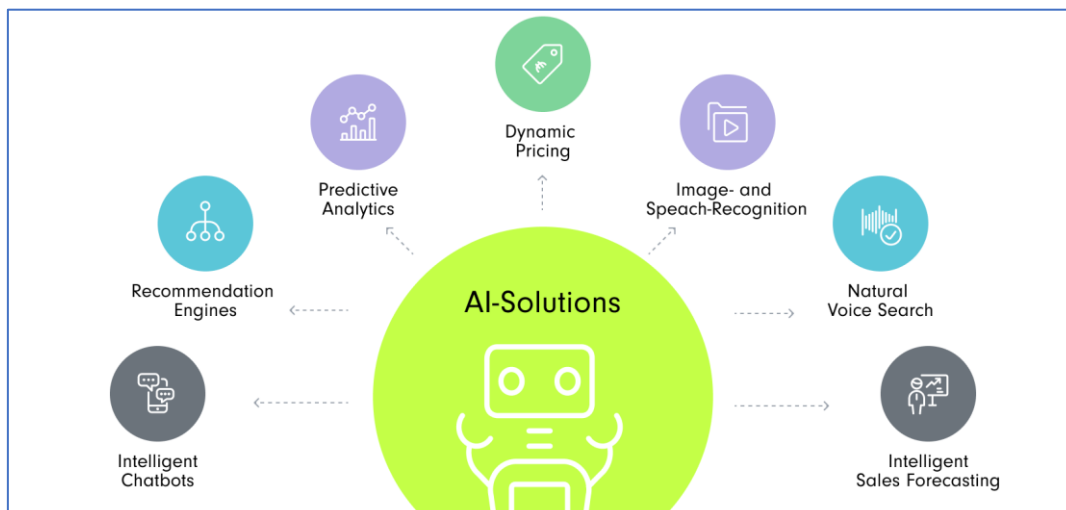 Dynamic
Pricing
Predictive
Analytics
Image- and
Speach-Recognition
Recommendation
Engines
AI-Solutions
Natural
Voice Search
Intelligent
Chatbots
Intelligent
Sales Forecasting